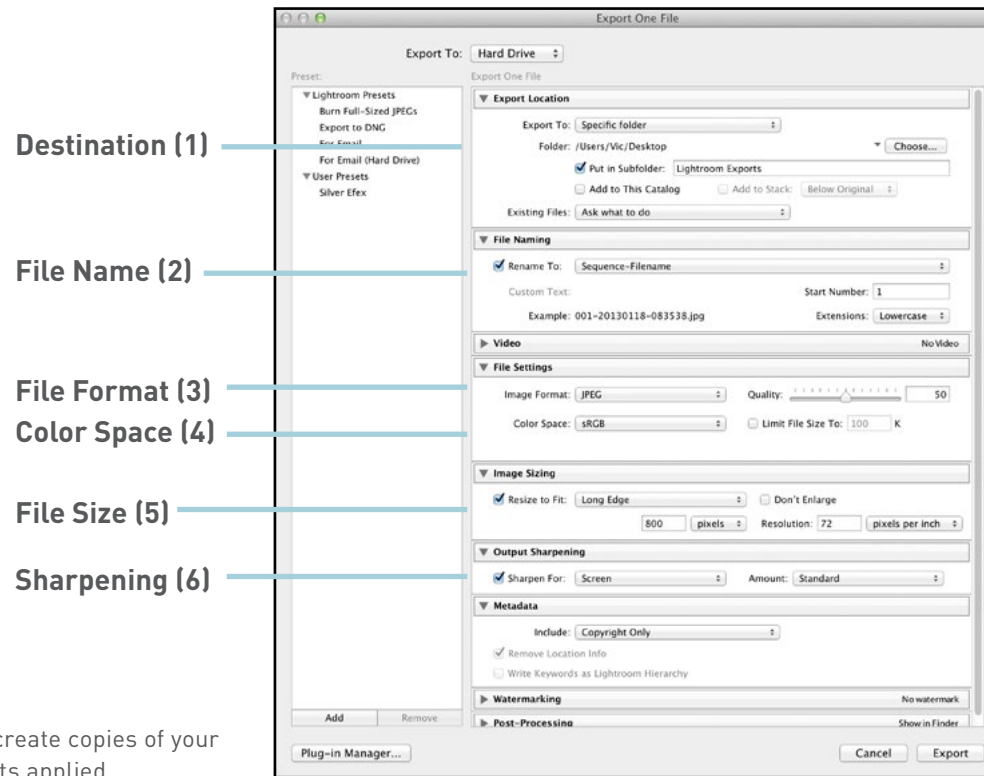 Export One File
Export To: Hard Drive
Preset:
Export One File
Lightroom Presets
Burn Full-Sized JPEGs
Export to DNG
For Email
For Email (Hard Drive)
User Presets
Silver Efex
Add Remove
Destination (1)
File Name (2)
File Format (3)
Color Space (4)
File Size (5)
Sharpening (6)
Export Location
Export To: Specific folder
Folder: /Users/Vic/Desktop Choose...
Put in Subfolder: Lightroom Exports
Add to This Catalog Add to Stack: Below Original
Existing Files: Ask what to do
File Naming
Rename To: Sequence-Filename
Custom Text: Start Number: 1
Example: 001-20130118-083538.jpg Extensions: Lowercase
Video No Video
File Settings
Image Format: JPEG Quality: 50
Color Space: sRGB Limit File Size To: 100 K
Image Sizing
Resize to Fit: Long Edge Don't Enlarge
800 pixels Resolution: 72 pixels per inch
Output Sharpening
Sharpen For: Screen Amount: Standard
Metadata
Include: Copyright Only
Remove Location Info
Write Keywords as Lightroom Hierarchy
Watermarking No watermark
Post-Processing Show in Finder
Plug-in Manager... Cancel Export
create copies of your
ts applied